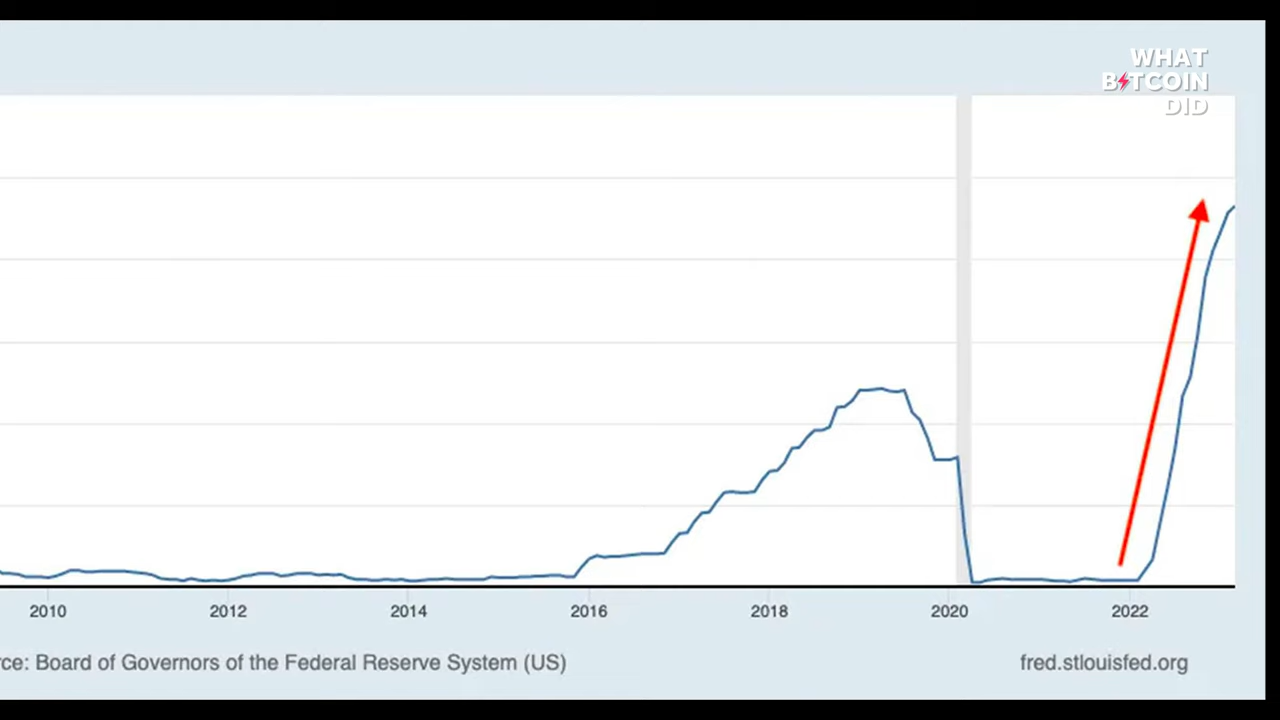 WHAT
BITCOIN
DID
2010 2012 2014 2016 2018 2020 2022
rce: Board of Governors of the Federal Reserve System (US)
fred.stlouisfed.org